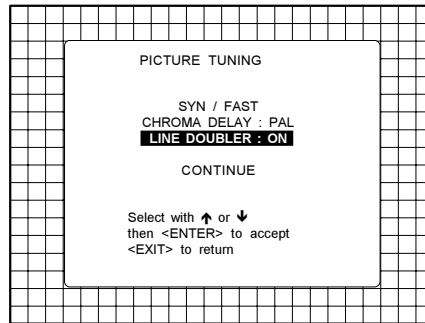 PICTURE TUNING
SYN / FAST
CHROMA DELAY : PAL
LINE DOUBLER : ON
CONTINUE
Select with ↑ or ↓
then <ENTER> to accept
<EXIT> to return